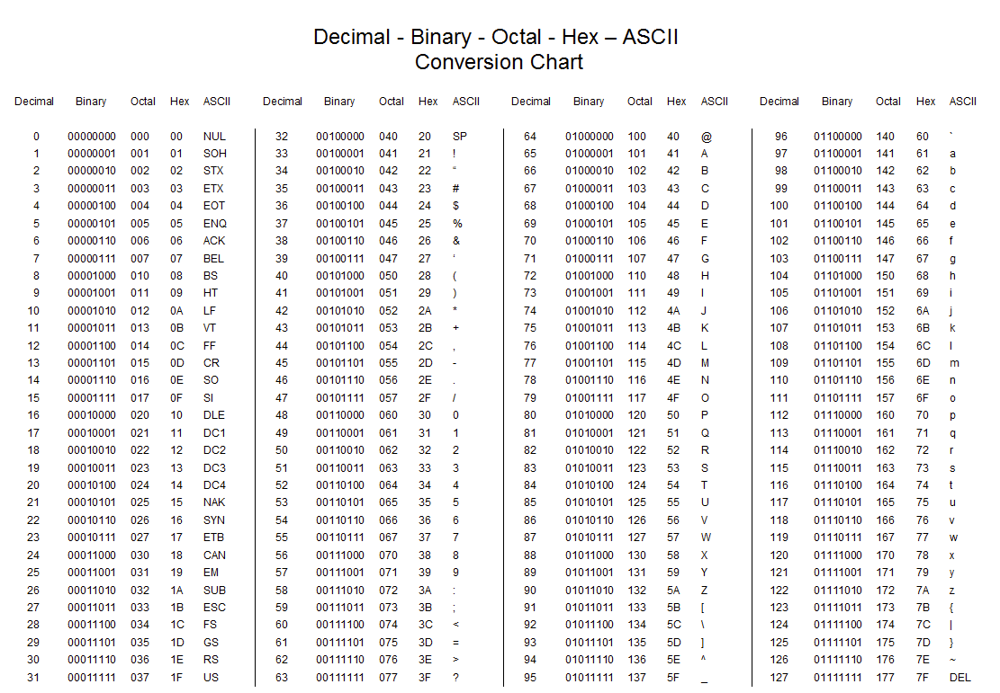 Decimal - Binary - Octal - Hex – ASCII
Conversion Chart
Decimal Binary Octal Hex ASCII Decimal Binary Octal Hex ASCII Decimal Binary Octal Hex ASCII Decimal Binary Octal Hex ASCII
0 00000000 000 00 NUL 32 00100000 040 20 SP 64 01000000 100 40 @ 96 01100000 140 60 `
1 00000001 001 01 SOH 33 00100001 041 21 ! 65 01000001 101 41 A 97 01100001 141 61 a
2 00000010 002 02 STX 34 00100010 042 22 “ 66 01000010 102 42 B 98 01100010 142 62 b
3 00000011 003 03 ETX 35 00100011 043 23 # 67 01000011 103 43 C 99 01100011 143 63 c
4 00000100 004 04 EOT 36 00100100 044 24 $ 68 01000100 104 44 D 100 01100100 144 64 d
5 00000101 005 05 ENQ 37 00100101 045 25 % 69 01000101 105 45 E 101 01100101 145 65 e
6 00000110 006 06 ACK 38 00100110 046 26 & 70 01000110 106 46 F 102 01100110 146 66 f
7 00000111 007 07 BEL 39 00100111 047 27 ‘ 71 01000111 107 47 G 103 01100111 147 67 g
8 00001000 010 08 BS 40 00101000 050 28 ( 72 01001000 110 48 H 104 01101000 150 68 h
9 00001001 011 09 HT 41 00101001 051 29 ) 73 01001001 111 49 I 105 01101001 151 69 i
10 00001010 012 0A LF 42 00101010 052 2A * 74 01001010 112 4A J 106 01101010 152 6A j
11 00001011 013 0B VT 43 00101011 053 2B + 75 01001011 113 4B K 107 01101011 153 6B k
12 00001100 014 0C FF 44 00101100 054 2C , 76 01001100 114 4C L 108 01101100 154 6C l
13 00001101 015 0D CR 45 00101101 055 2D - 77 01001101 115 4D M 109 01101101 155 6D m
14 00001110 016 0E SO 46 00101110 056 2E . 78 01001110 116 4E N 110 01101110 156 6E n
15 00001111 017 0F SI 47 00101111 057 2F / 79 01001111 117 4F O 111 01101111 157 6F o
16 00010000 020 10 DLE 48 00110000 060 30 0 80 01010000 120 50 P 112 01110000 160 70 p
17 00010001 021 11 DC1 49 00110001 061 31 1 81 01010001 121 51 Q 113 01110001 161 71 q
18 00010010 022 12 DC2 50 00110010 062 32 2 82 01010010 122 52 R 114 01110010 162 72 r
19 00010011 023 13 DC3 51 00110011 063 33 3 83 01010011 123 53 S 115 01110011 163 73 s
20 00010100 024 14 DC4 52 00110100 064 34 4 84 01010100 124 54 T 116 01110100 164 74 t
21 00010101 025 15 NAK 53 00110101 065 35 5 85 01010101 125 55 U 117 01110101 165 75 u
22 00010110 026 16 SYN 54 00110110 066 36 6 86 01010110 126 56 V 118 01110110 166 76 v
23 00010111 027 17 ETB 55 00110111 067 37 7 87 01010111 127 57 W 119 01110111 167 77 w
24 00011000 030 18 CAN 56 00111000 070 38 8 88 01011000 130 58 X 120 01111000 170 78 x
25 00011001 031 19 EM 57 00111001 071 39 9 89 01011001 131 59 Y 121 01111001 171 79 y
26 00011010 032 1A SUB 58 00111010 072 3A : 90 01011010 132 5A Z 122 01111010 172 7A z
27 00011011 033 1B ESC 59 00111011 073 3B ; 91 01011011 133 5B [ 123 01111011 173 7B {
28 00011100 034 1C FS 60 00111100 074 3C < 92 01011100 134 5C \ 124 01111100 174 7C |
29 00011101 035 1D GS 61 00111101 075 3D = 93 01011101 135 5D ] 125 01111101 175 7D }
30 00011110 036 1E RS 62 00111110 076 3E > 94 01011110 136 5E ^ 126 01111110 176 7E ~
31 00011111 037 1F US 63 00111111 077 3F ? 95 01011111 137 5F _ 127 01111111 177 7F DEL